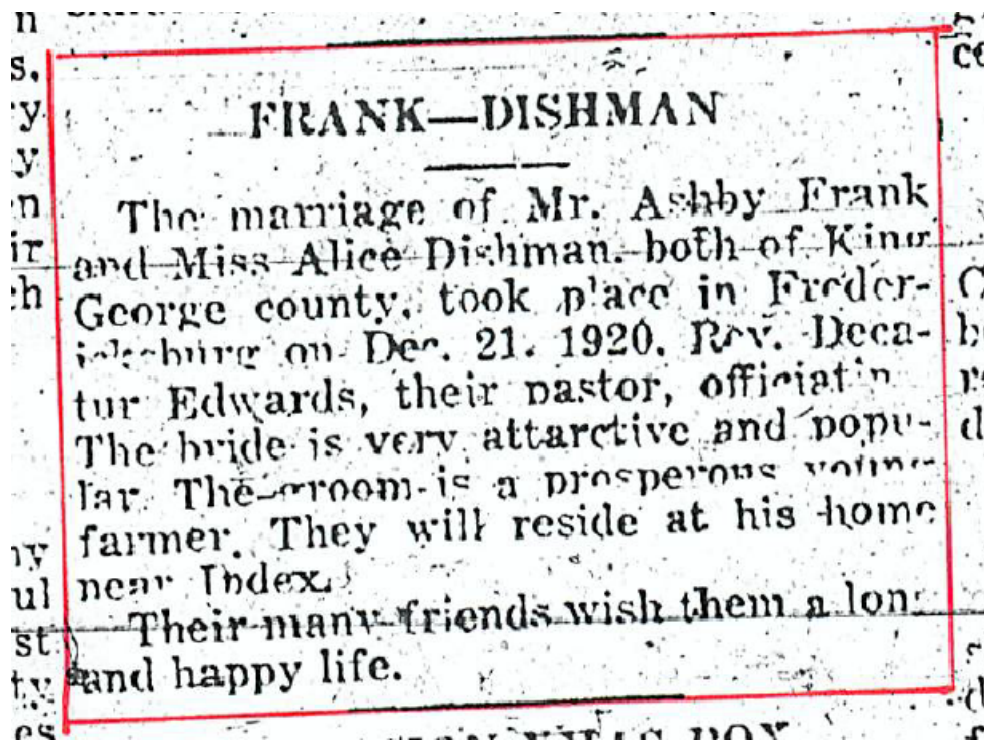 FRANK—DISHMAN
The marriage of Mr. Ashby Frank
and Miss Alice Dishman, both of King
George county, took place in Freder-
icksburg on Dec. 21, 1920, Rev. Deca-
tur Edwards, their pastor, officiatin
The bride is very attarctive and popu-
lar. The groom is a prosperous young
farmer. They will reside at his home
near Index.
Their many friends wish them a long
and happy life.